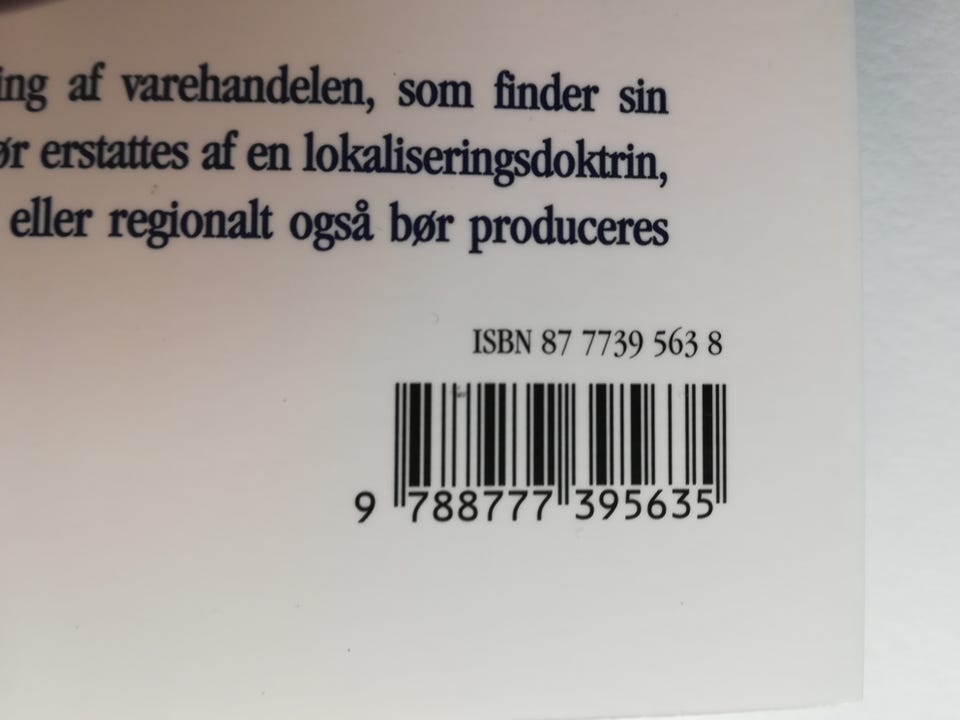 ing af varehandelen, som finder sin
ør erstattes af en lokaliseringsdoktrin,
eller regionalt også bør produceres
ISBN 87 7739 563 8
9 788777 395635